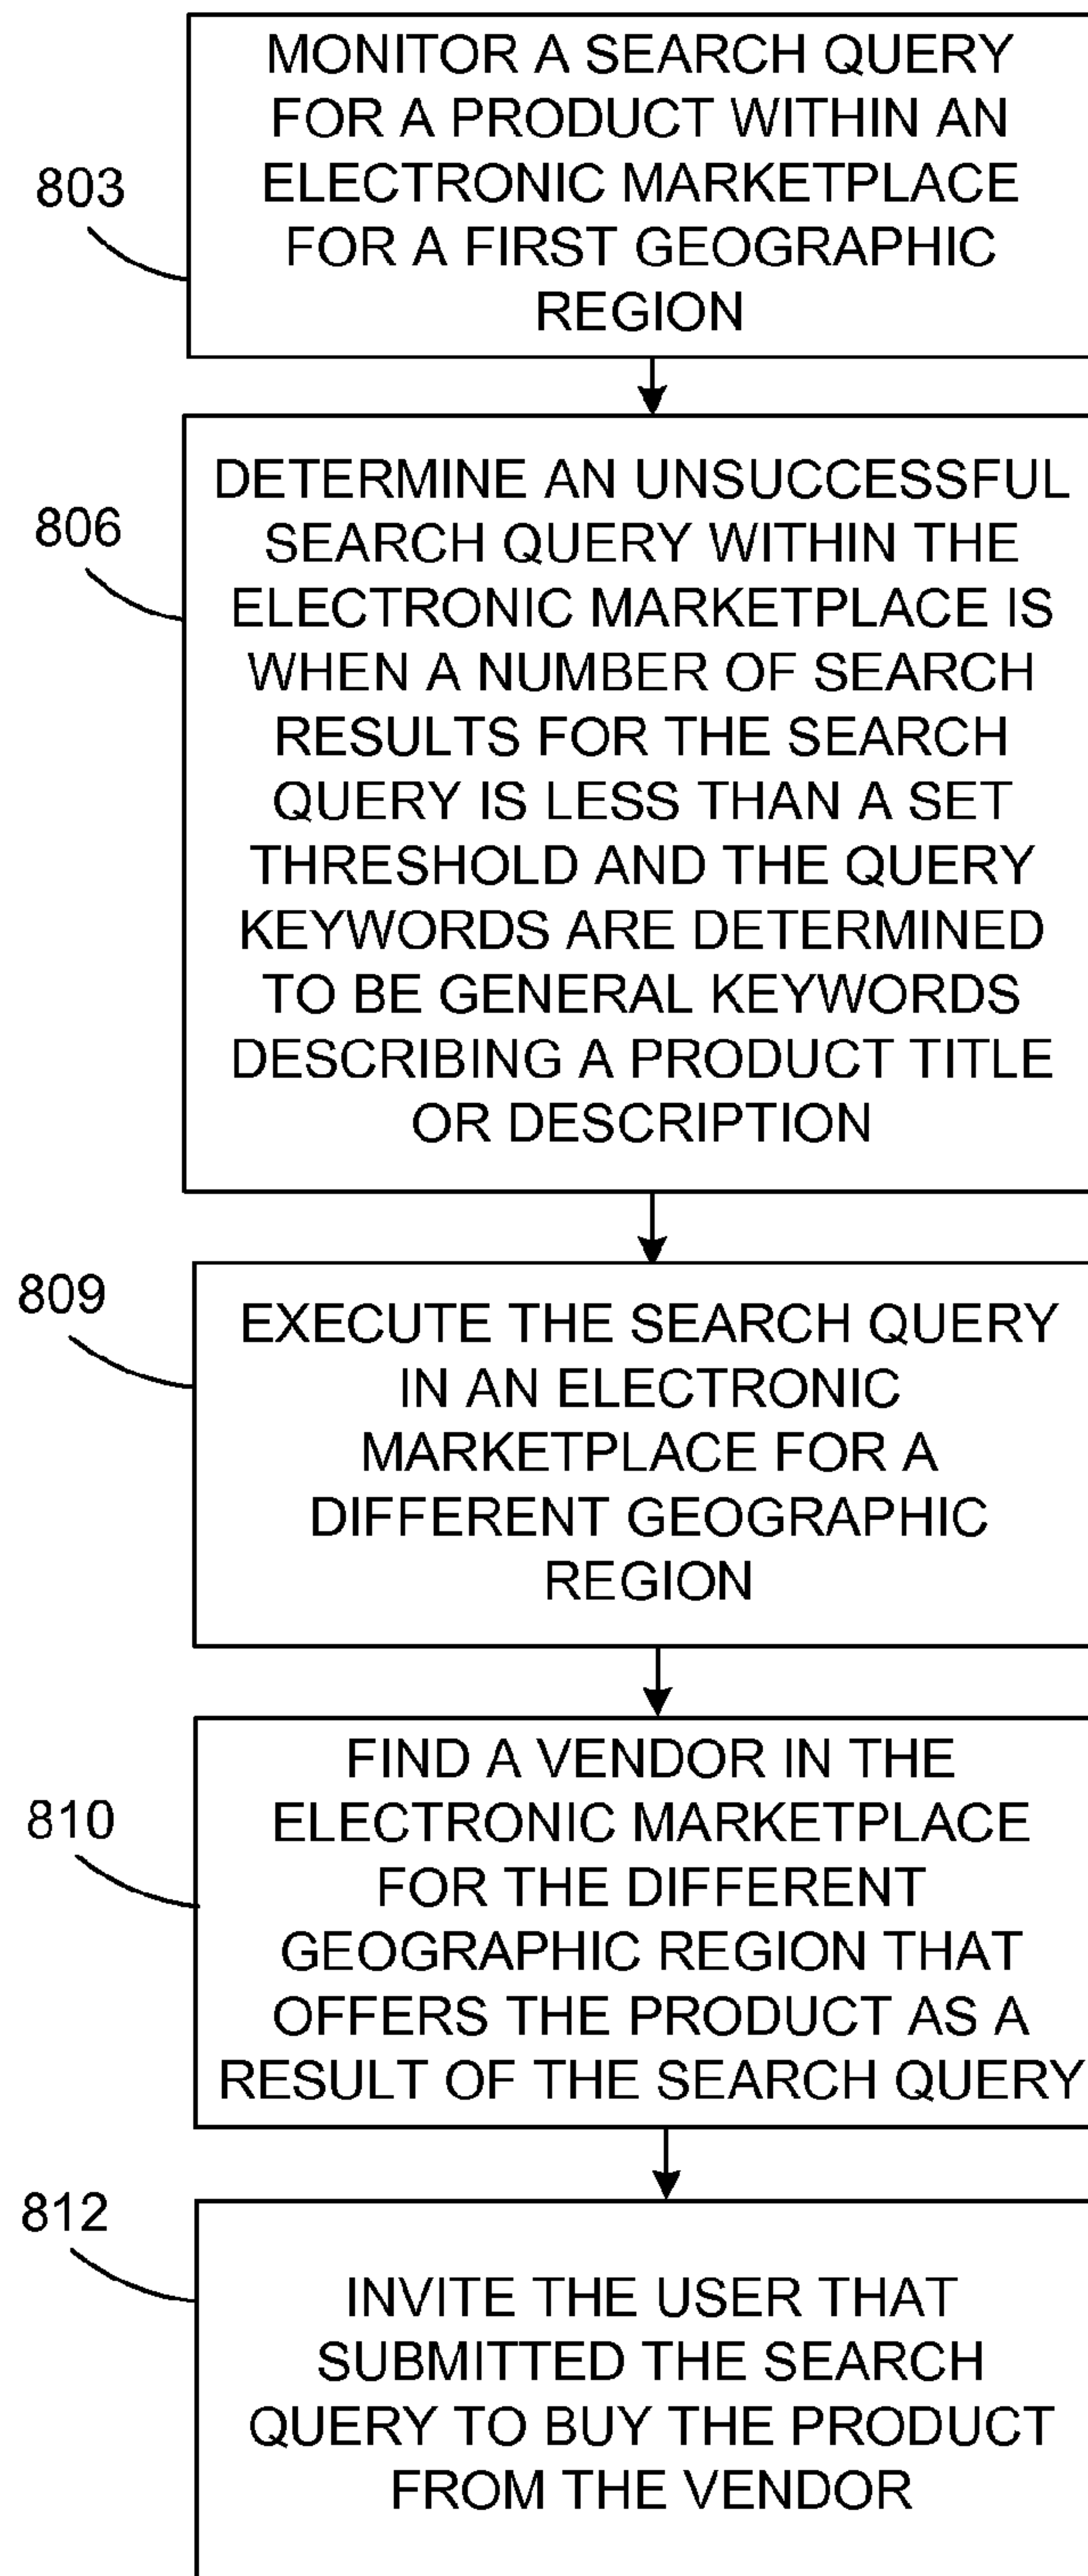 MONITOR A SEARCH QUERY
FOR A PRODUCT WITHIN AN
ELECTRONIC MARKETPLACE
FOR A FIRST GEOGRAPHIC
REGION
803
DETERMINE AN UNSUCCESSFUL
SEARCH QUERY WITHIN THE
ELECTRONIC MARKETPLACE IS
WHEN A NUMBER OF SEARCH
RESULTS FOR THE SEARCH
QUERY IS LESS THAN A SET
THRESHOLD AND THE QUERY
KEYWORDS ARE DETERMINED
TO BE GENERAL KEYWORDS
DESCRIBING A PRODUCT TITLE
OR DESCRIPTION
806
EXECUTE THE SEARCH QUERY
IN AN ELECTRONIC
MARKETPLACE FOR A
DIFFERENT GEOGRAPHIC
REGION
809
FIND A VENDOR IN THE
ELECTRONIC MARKETPLACE
FOR THE DIFFERENT
GEOGRAPHIC REGION THAT
OFFERS THE PRODUCT AS A
RESULT OF THE SEARCH QUERY
810
INVITE THE USER THAT
SUBMITTED THE SEARCH
QUERY TO BUY THE PRODUCT
FROM THE VENDOR
812